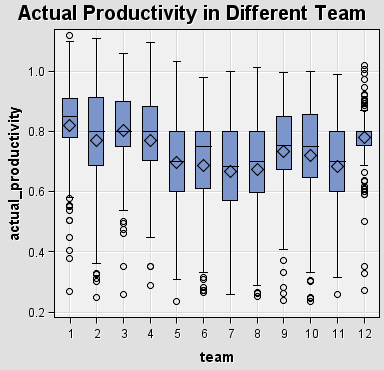 Actual Productivity in Different Team
1.0
0.8
0.6
0.4
0.2
actual_productivity
1 2 3 4 5 6 7 8 9 10 11 12
team